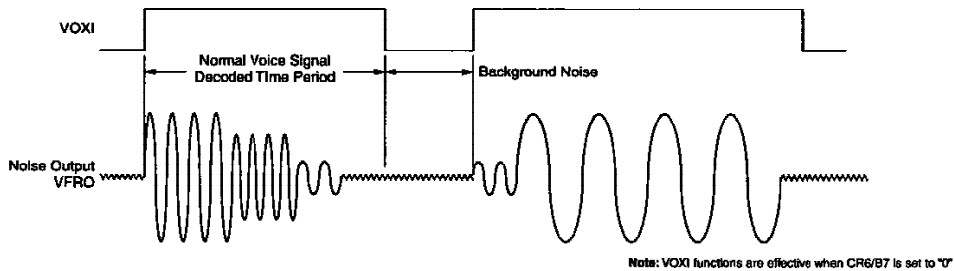 VOXI
Normal Voice Signal
Decoded Time Period
Background Noise
Noise Output
VFRO
Note: VOXI functions are effective when CR6/B7 is set to "0"